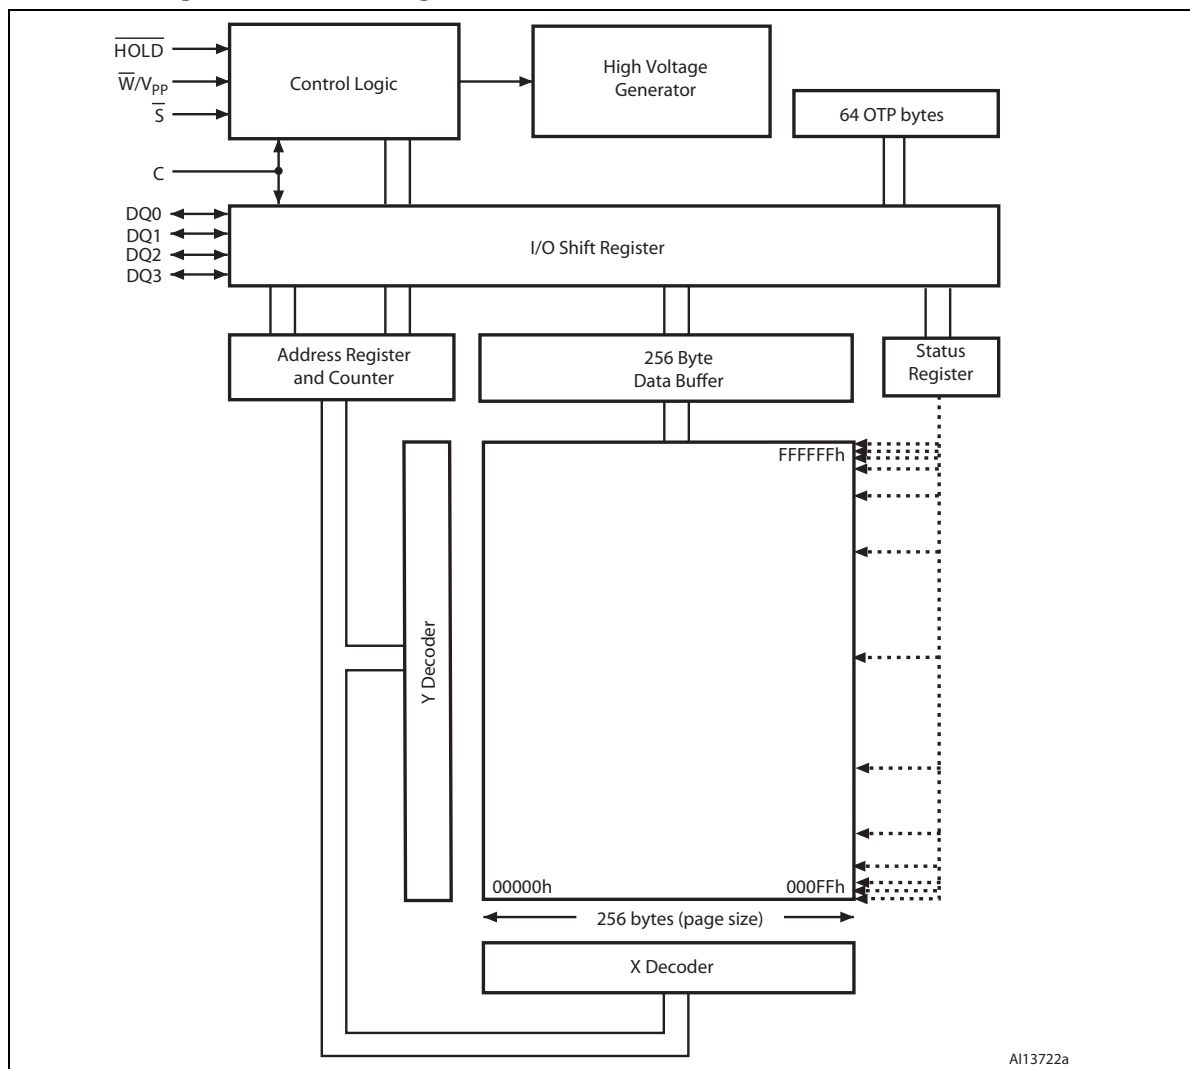 HOLD
W/VPP
S
Control Logic
High Voltage
Generator
64 OTP bytes
C
DQ0
DQ1
DQ2
DQ3
I/O Shift Register
Address Register
and Counter
256 Byte
Data Buffer
Status
Register
FFFFFFh
Y Decoder
00000h
000FFh
256 bytes (page size)
X Decoder
AI13722a